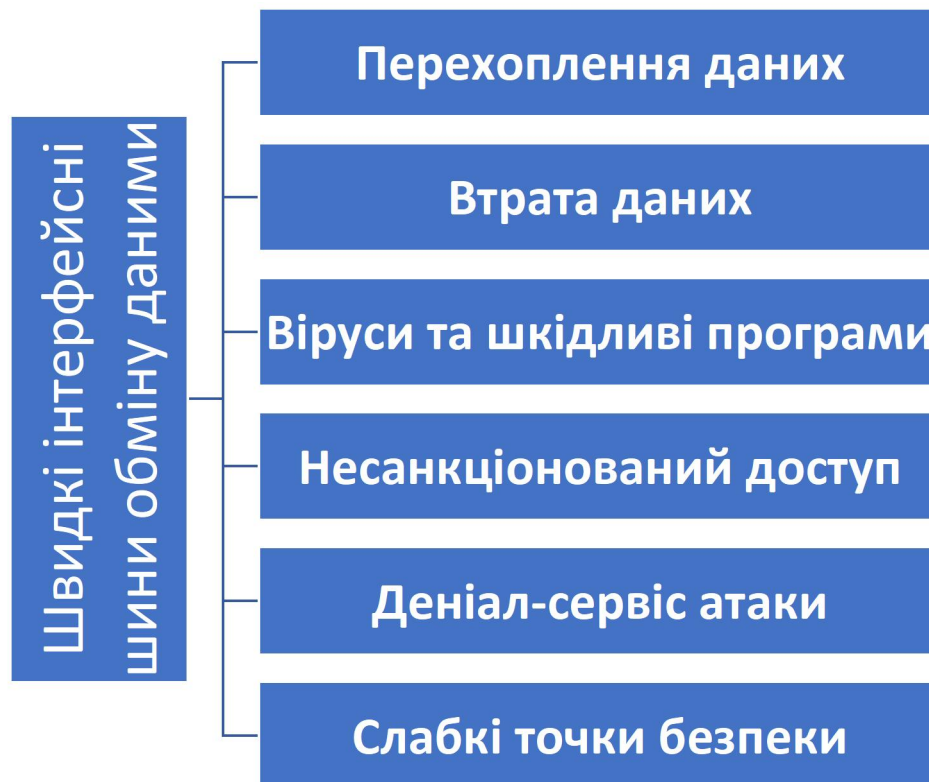 Швидкі інтерфейсні
шини обміну даними
Перехоплення даних
Втрата даних
Віруси та шкідливі програми
Несанкціонований доступ
Деніал-сервіс атаки
Слабкі точки безпеки